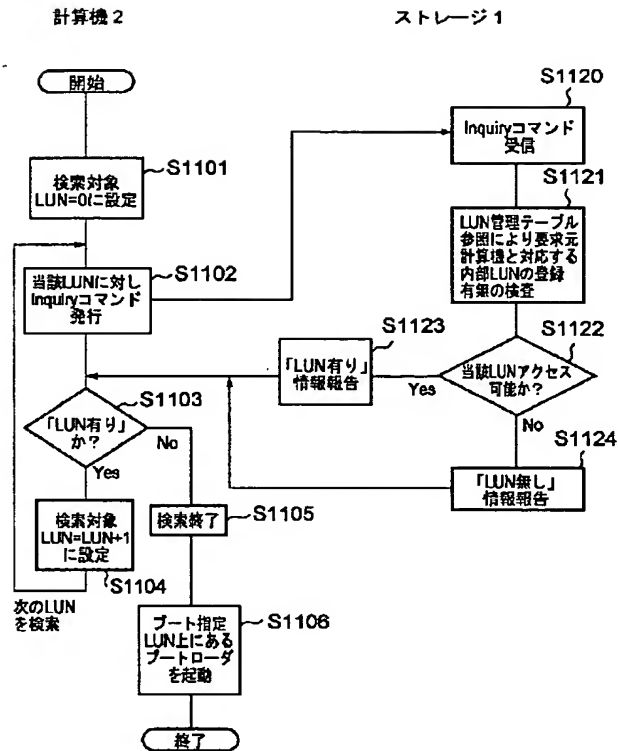 計算機2
ストレージ1
開始
S1101
検索対象
LUN=0に設定
S1102
当該LUNに対し
Inquiryコマンド
発行
S1103
「LUN有り」
か?
No
Yes
検索対象
LUN=LUN+1
に設定
S1104
次のLUN
を検索
検索終了
S1105
ブート指定
LUN上にある
ブートローダ
を起動
S1106
終了
S1120
Inquiryコマンド
受信
S1121
LUN管理テーブル
参照により要求元
計算機と対応する
内部LUNの登録
有無の検査
S1122
当該LUNアクセス
可能か?
Yes
No
S1123
「LUN有り」
情報報告
S1124
「LUN無し」
情報報告